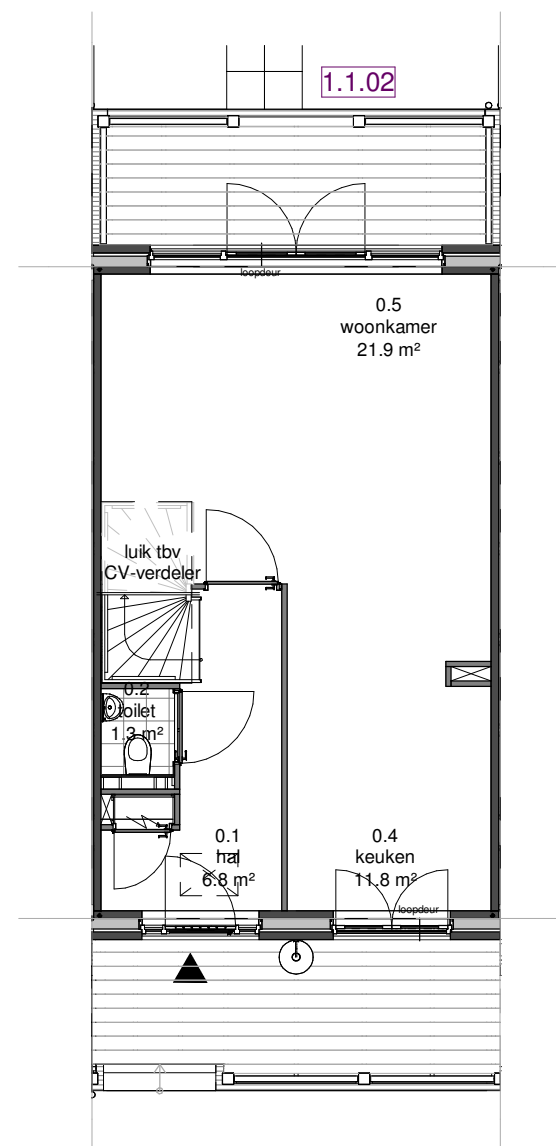 1.1.02
loopdeur
0.5
woonkamer
21.9 m²
luik tbv
CV-verdeler
0.2
toilet
1.3 m²
0.1
hal
6.8 m²
0.4
keuken
11.8 m²
loopdeur